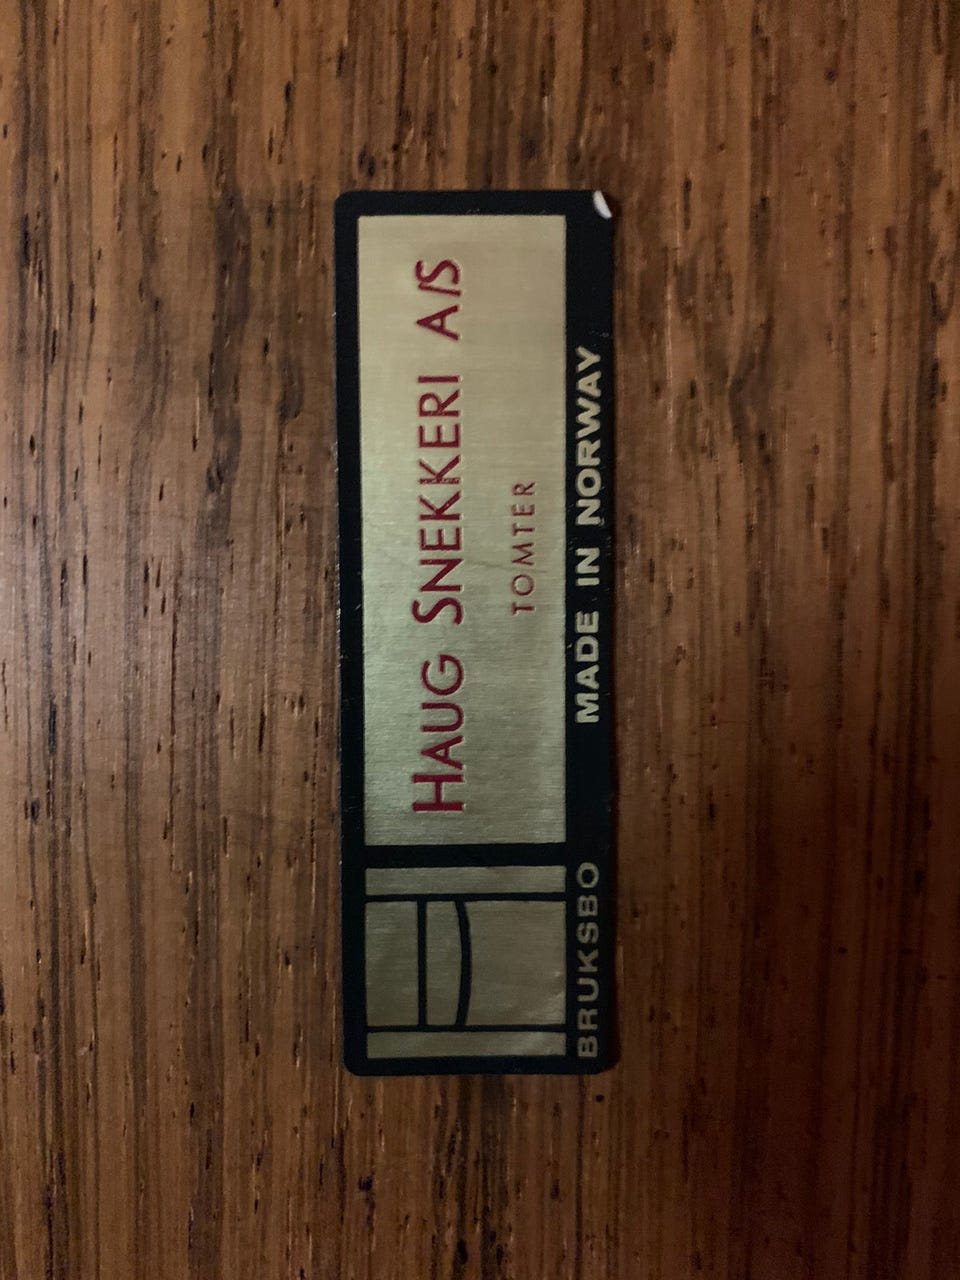 HAUG SNEKKERI A/S
TOMTER
BRUKSBO MADE IN NORWAY